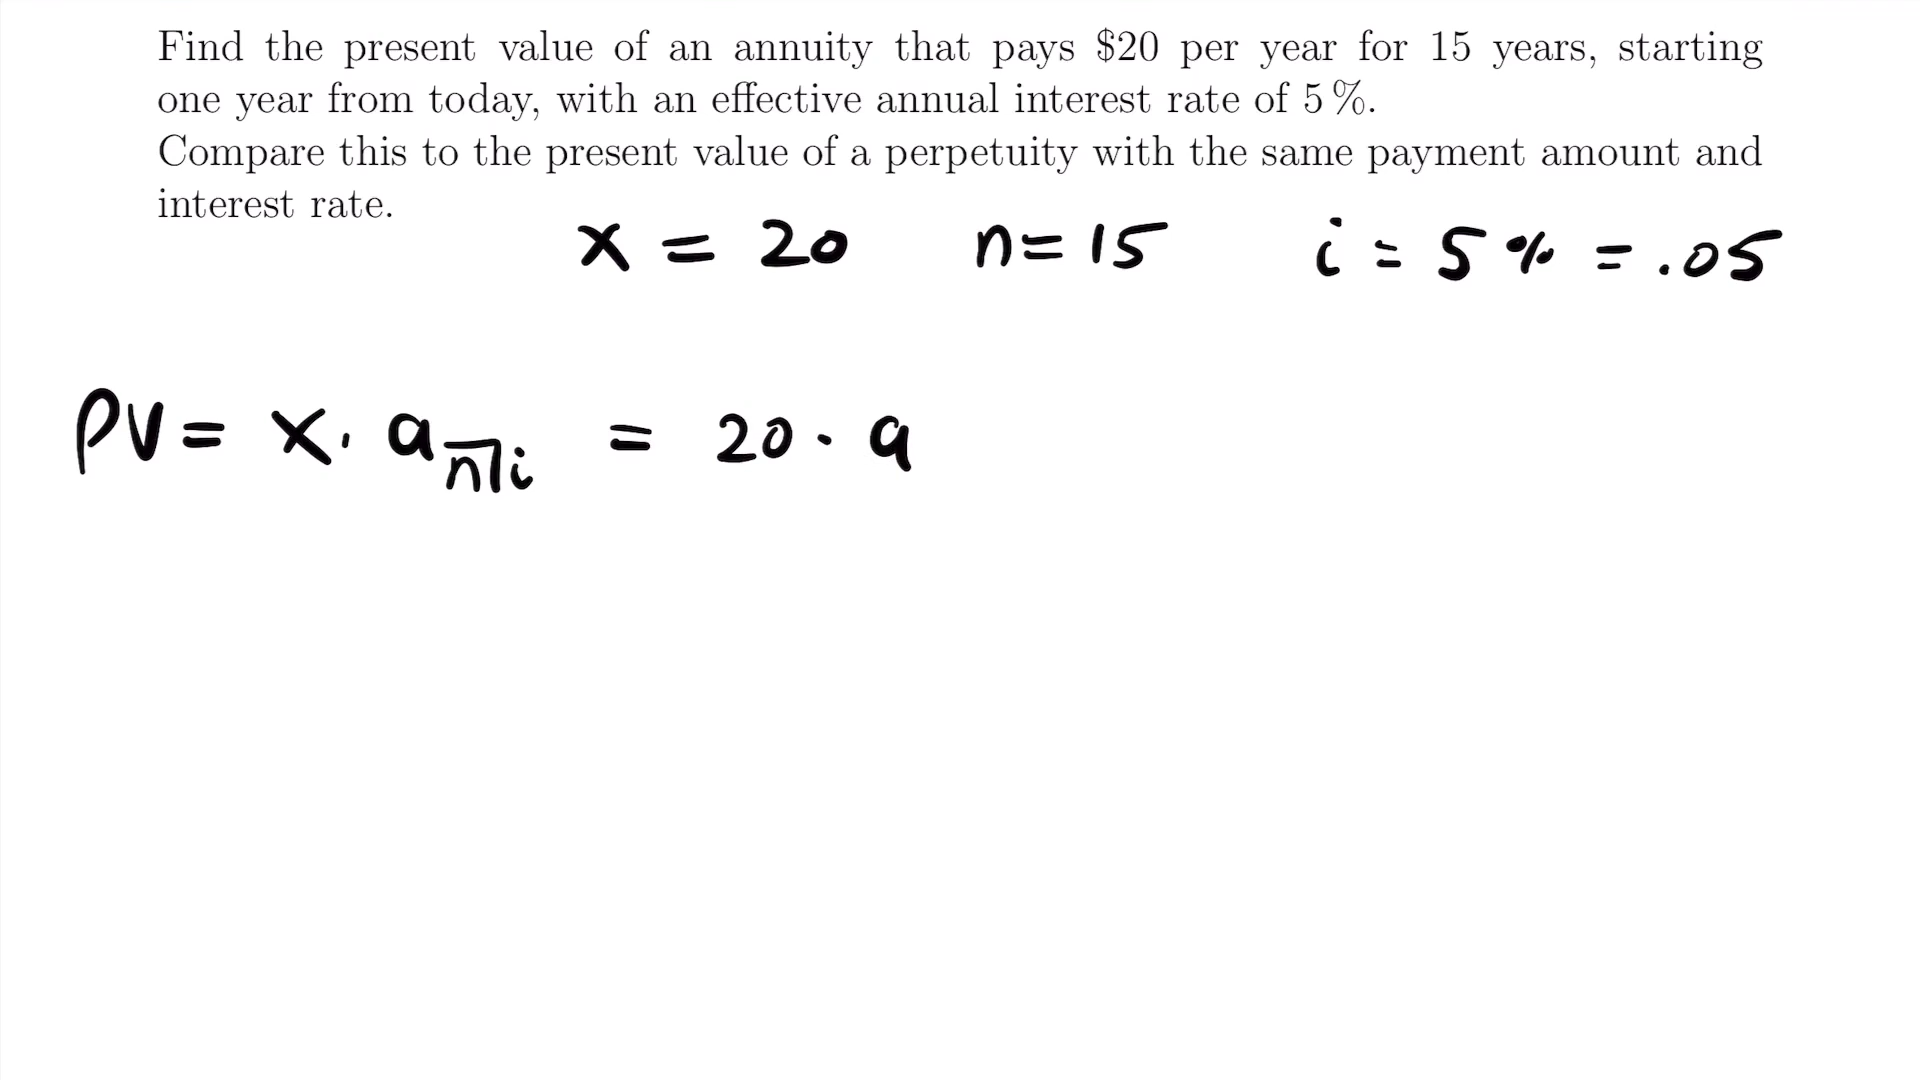 Find the present value of an annuity that pays $20 per year for 15 years, starting
one year from today, with an effective annual interest rate of 5 %.
Compare this to the present value of a perpetuity with the same payment amount and
interest rate.
x = 20 n = 15 i = 5 % = .05
PV = x · a_n̅|i = 20 · a